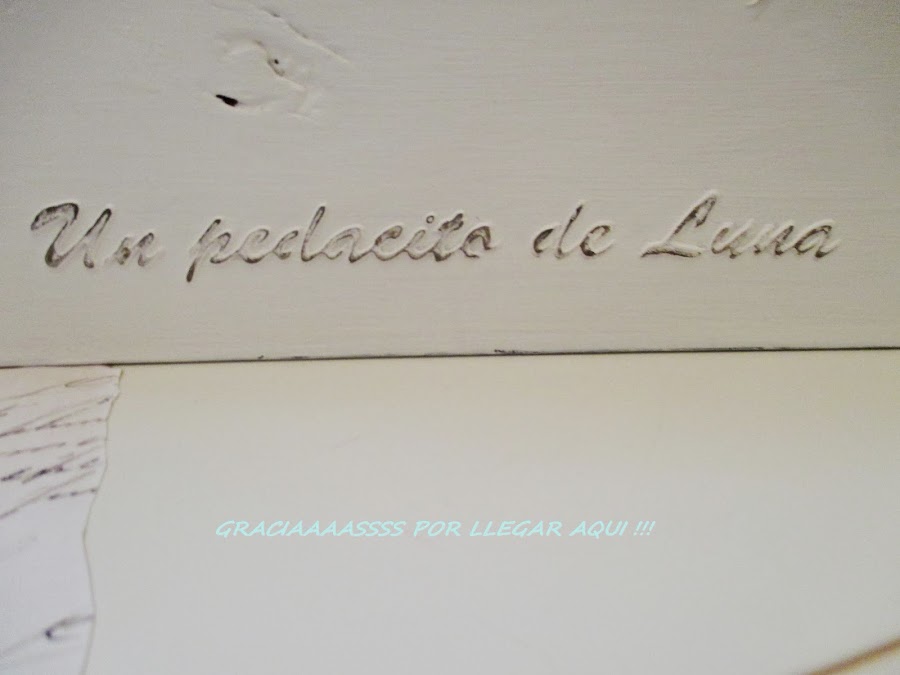 Un pedacito de Luna
GRACIAAAASSSS POR LLEGAR AQUI !!!